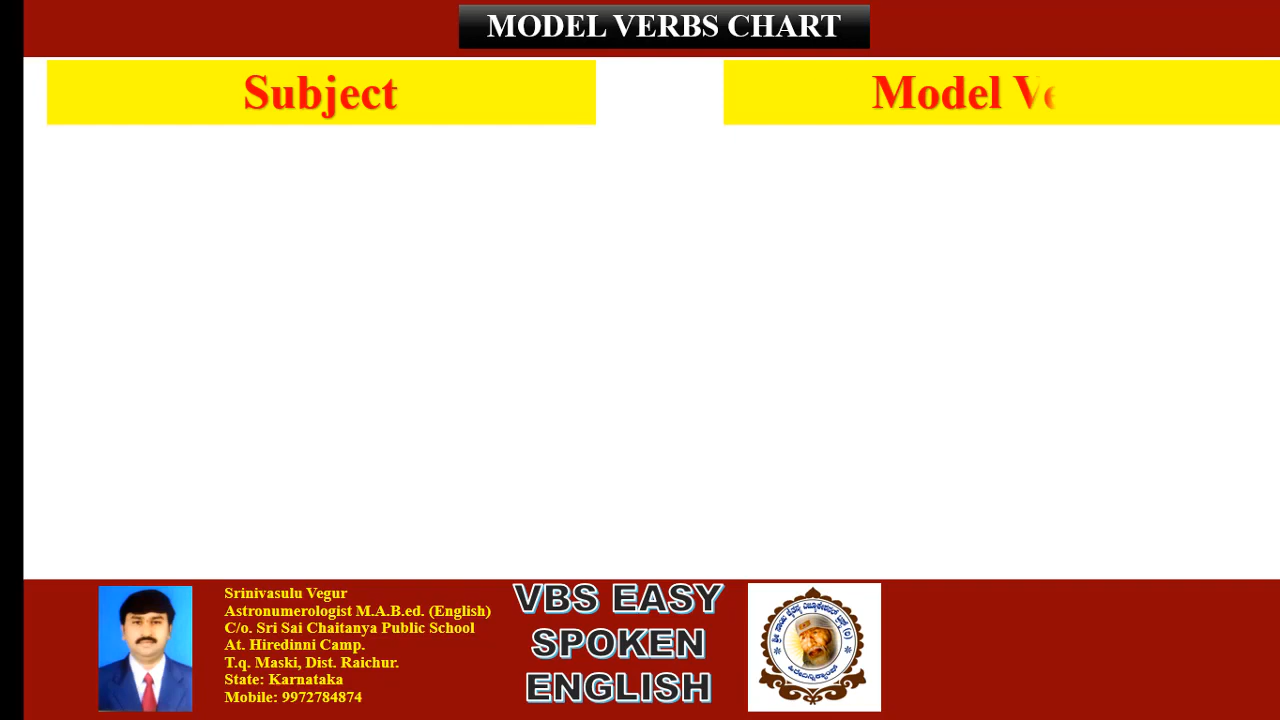 MODEL VERBS CHART
Subject
Model Ve
Srinivasulu Vegur
Astronumerologist M.A.B.ed. (English)
C/o. Sri Sai Chaitanya Public School
At. Hiredinni Camp.
T.q. Maski, Dist. Raichur.
State: Karnataka
Mobile: 9972784874
VBS EASY
SPOKEN
ENGLISH